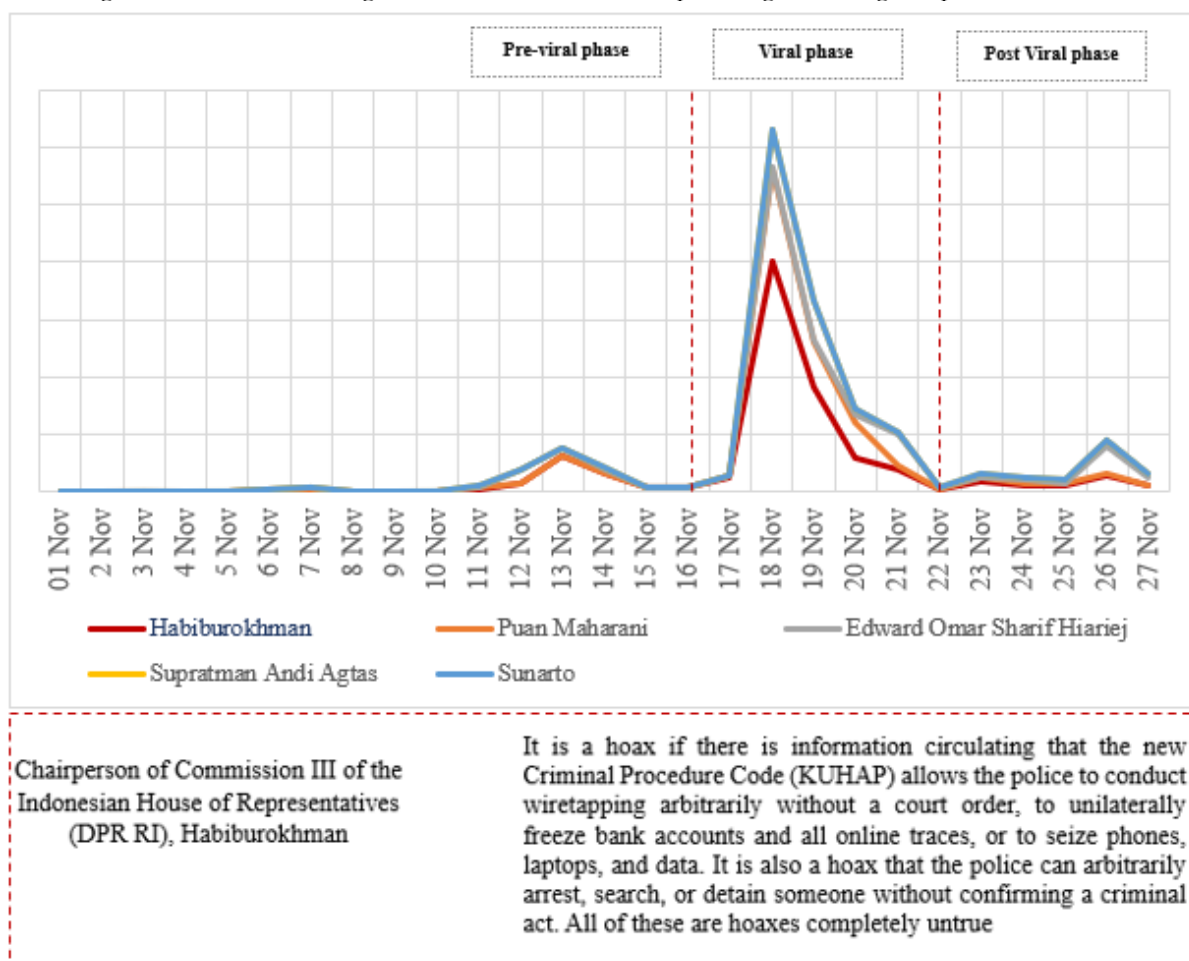 Pre-viral phase
Viral phase
Post Viral phase
01 Nov
2 Nov
3 Nov
4 Nov
5 Nov
6 Nov
7 Nov
8 Nov
9 Nov
10 Nov
11 Nov
12 Nov
13 Nov
14 Nov
15 Nov
16 Nov
17 Nov
18 Nov
19 Nov
20 Nov
21 Nov
22 Nov
23 Nov
24 Nov
25 Nov
26 Nov
27 Nov
Habiburokhman
Puan Maharani
Edward Omar Sharif Hiariej
Supratman Andi Agtas
Sunarto
Chairperson of Commission III of the
Indonesian House of Representatives
(DPR RI), Habiburokhman
It is a hoax if there is information circulating that the new
Criminal Procedure Code (KUHAP) allows the police to conduct
wiretapping arbitrarily without a court order, to unilaterally
freeze bank accounts and all online traces, or to seize phones,
laptops, and data. It is also a hoax that the police can arbitrarily
arrest, search, or detain someone without confirming a criminal
act. All of these are hoaxes completely untrue